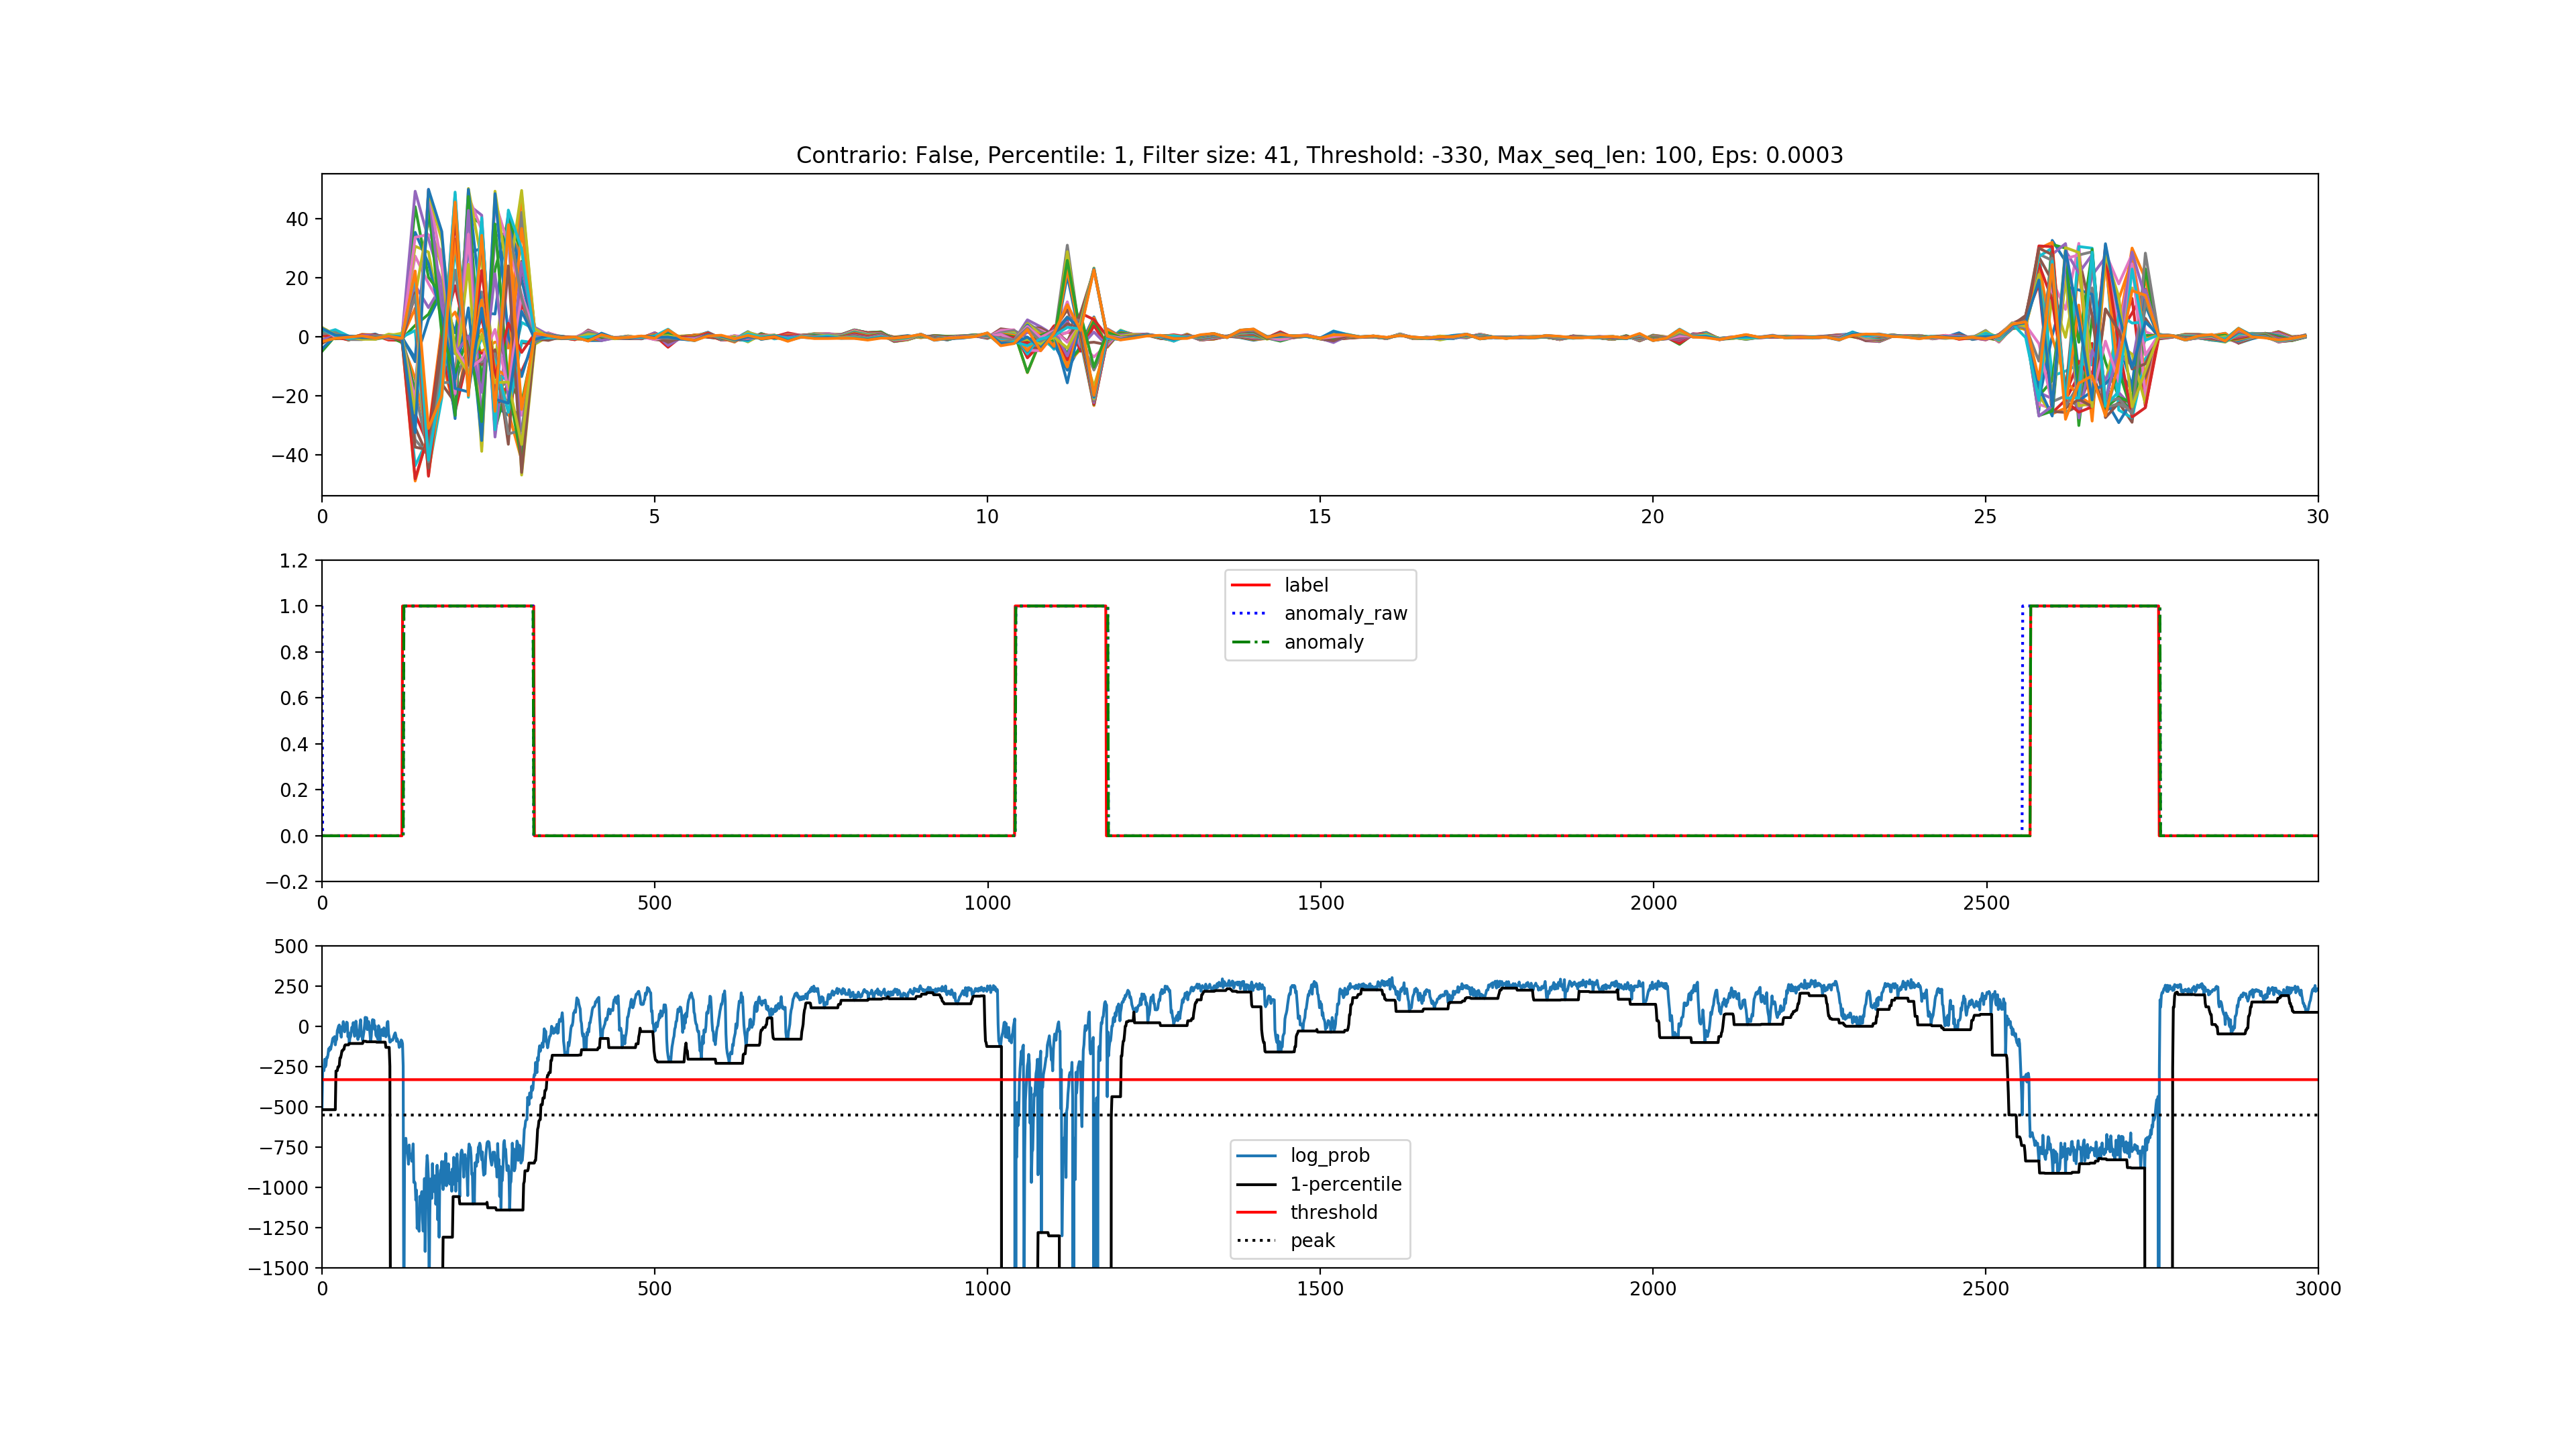 Contrario: False, Percentile: 1, Filter size: 41, Threshold: -330, Max_seq_len: 100, Eps: 0.0003
40
20
0
−20
−40
0 5 10 15 20 25 30
1.2
1.0
0.8
0.6
0.4
0.2
0.0
−0.2
label
anomaly_raw
anomaly
0 500 1000 1500 2000 2500
500
250
0
−250
−500
−750
−1000
−1250
−1500
log_prob
1-percentile
threshold
peak
0 500 1000 1500 2000 2500 3000